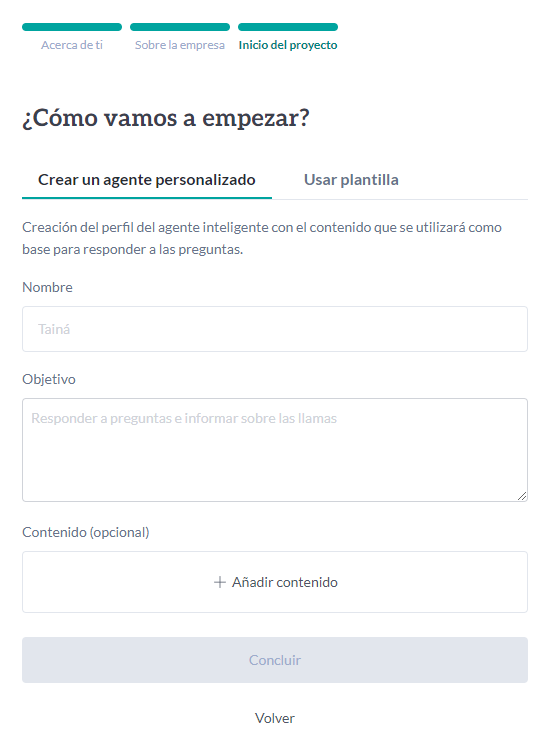 Acerca de ti
Sobre la empresa
Inicio del proyecto
¿Cómo vamos a empezar?
Crear un agente personalizado
Usar plantilla
Creación del perfil del agente inteligente con el contenido que se utilizará como
base para responder a las preguntas.
Nombre
Tainá
Objetivo
Responder a preguntas e informar sobre las llamas
Contenido (opcional)
+ Añadir contenido
Concluir
Volver